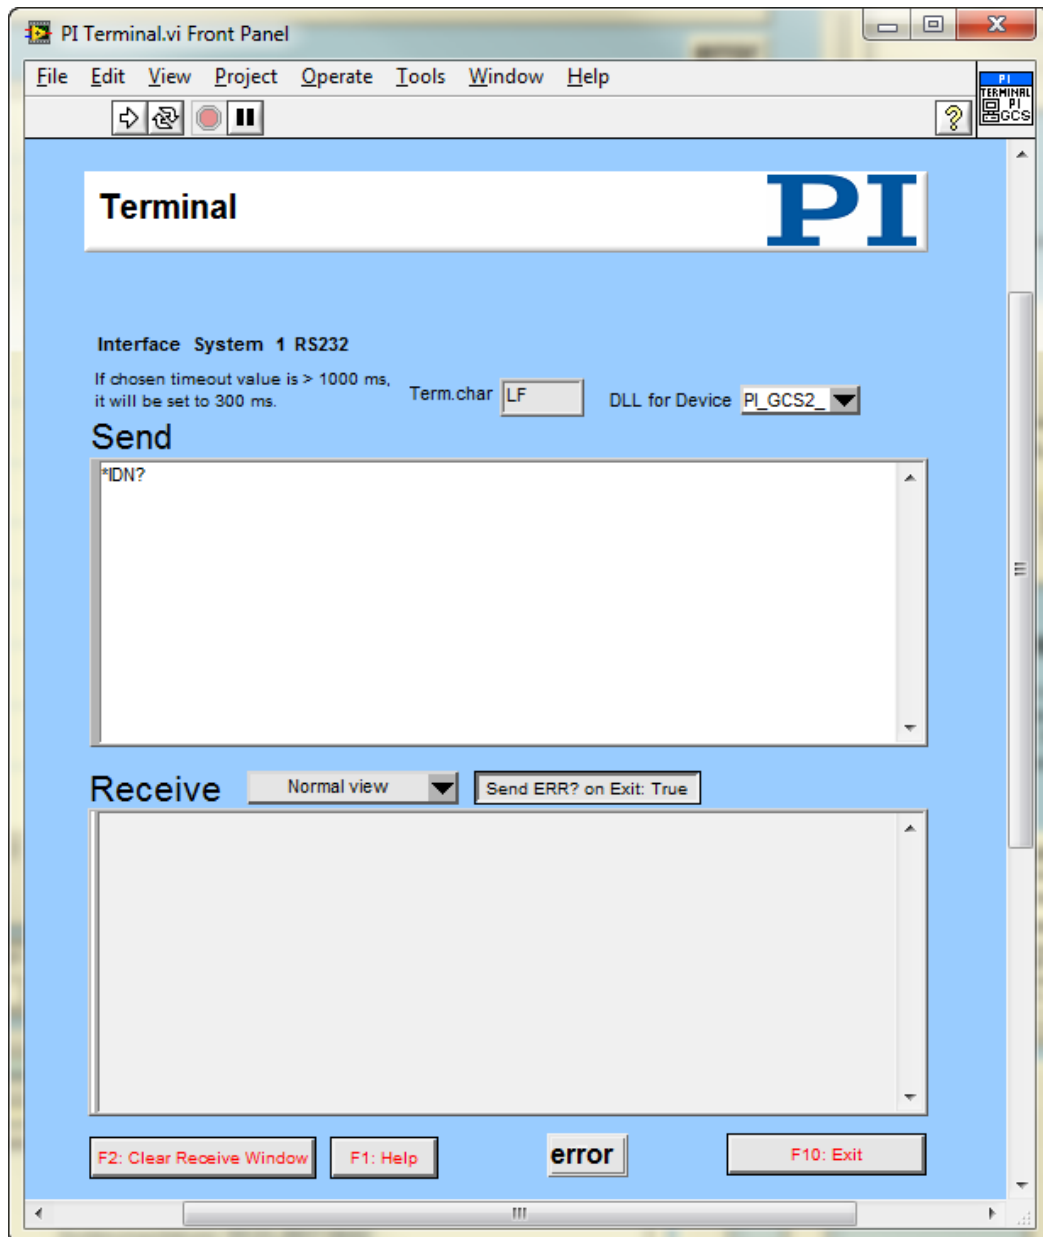 PI Terminal.vi Front Panel
File Edit View Project Operate Tools Window Help
PI
TERMINAL
PI
GCS
Terminal
PI
Interface System 1 RS232
If chosen timeout value is > 1000 ms,
it will be set to 300 ms.
Term.char LF
DLL for Device PI_GCS2_
Send
*IDN?
Receive Normal view Send ERR? on Exit: True
F2: Clear Receive Window F1: Help error F10: Exit